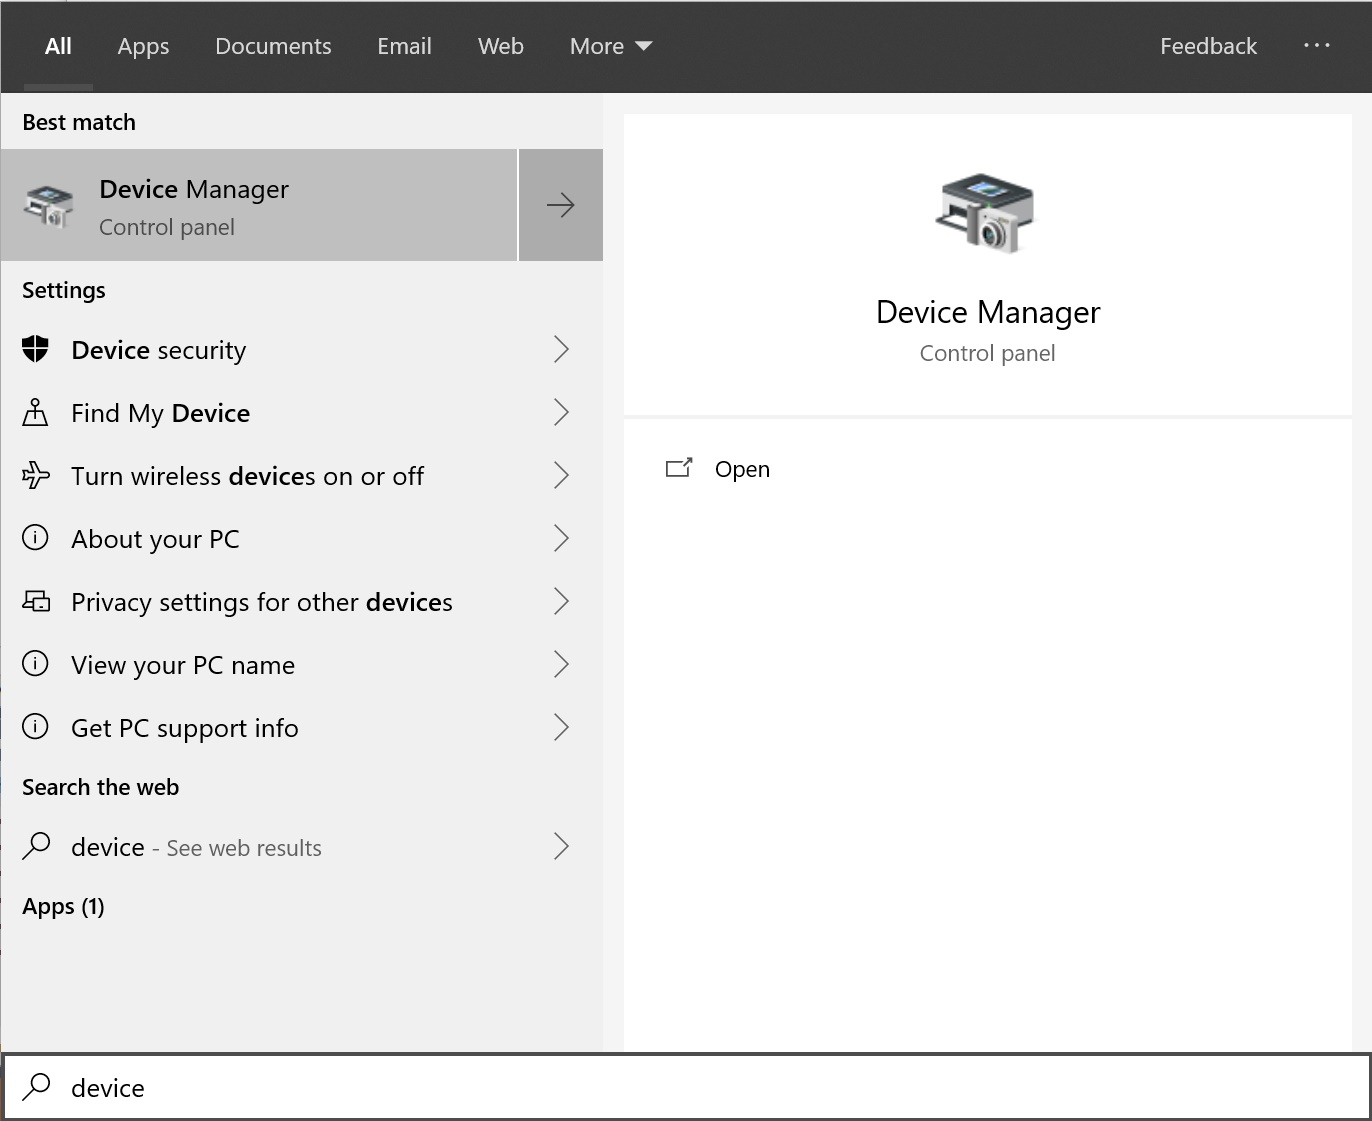 All Apps Documents Email Web More Feedback ...
Best match
Device Manager
Control panel
Settings
Device security
Find My Device
Turn wireless devices on or off
About your PC
Privacy settings for other devices
View your PC name
Get PC support info
Search the web
device - See web results
Apps (1)
Device Manager
Control panel
Open
device